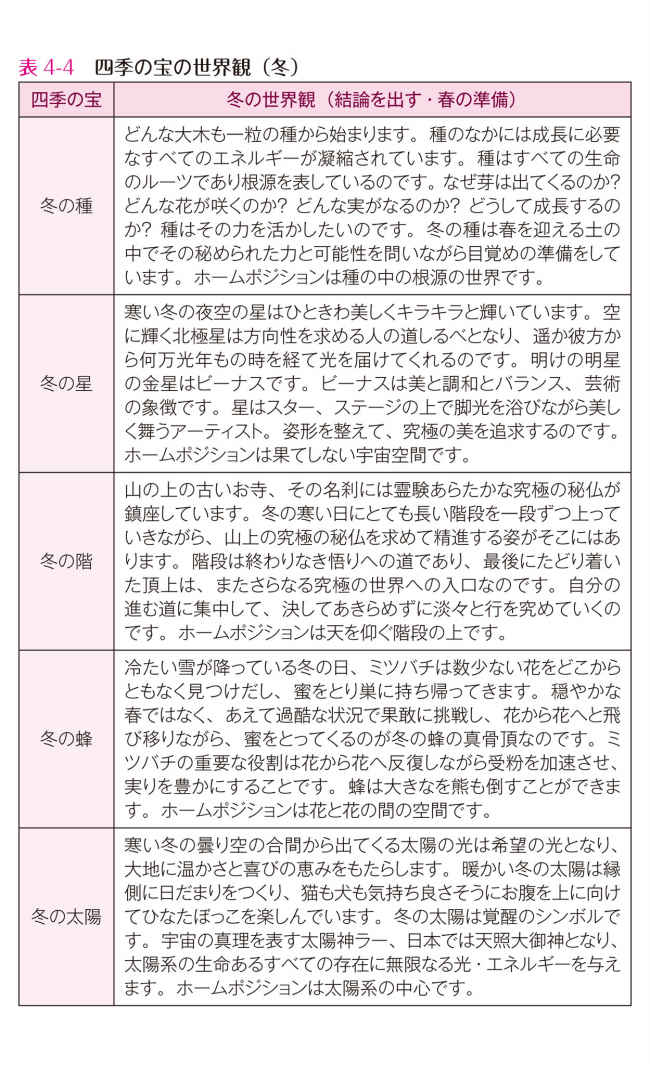 表 4-4　四季の宝の世界観（冬）
四季の宝
冬の世界観（結論を出す・春の準備）
冬の種
どんな大木も一粒の種から始まります。種のなかには成長に必要
なすべてのエネルギーが凝縮されています。種はすべての生命
のルーツであり根源を表しているのです。なぜ芽は出てくるのか？
どんな花が咲くのか？ どんな実がなるのか？ どうして成長するの
か？ 種はその力を活かしたいのです。冬の種は春を迎える土の
中でその秘められた力と可能性を問いながら目覚めの準備をして
います。ホームポジションは種の中の根源の世界です。
冬の星
寒い冬の夜空の星はひときわ美しくキラキラと輝いています。空
に輝く北極星は方向性を求める人の道しるべとなり、遥か彼方か
ら何万光年もの時を経て光を届けてくれるのです。明けの明星
の金星はビーナスです。ビーナスは美と調和とバランス、芸術
の象徴です。星はスター、ステージの上で脚光を浴びながら美し
く舞うアーティスト。姿形を整えて、究極の美を追求するのです。
ホームポジションは果てしない宇宙空間です。
冬の階
山の上の古いお寺、その名刹には霊験あらたかな究極の秘仏が
鎮座しています。冬の寒い日にとても長い階段を一段ずつ上って
いきながら、山上の究極の秘仏を求めて精進する姿がそこにはあ
ります。階段は終わりなき悟りへの道であり、最後にたどり着い
た頂上は、またさらなる究極の世界への入口なのです。自分の
進む道に集中して、決してあきらめずに淡々と行を究めていくの
です。ホームポジションは天を仰ぐ階段の上です。
冬の蜂
冷たい雪が降っている冬の日、ミツバチは数少ない花をどこから
ともなく見つけだし、蜜をとり巣に持ち帰ってきます。穏やかな
春ではなく、あえて過酷な状況で果敢に挑戦し、花から花へと飛
び移りながら、蜜をとってくるのが冬の蜂の真骨頂なのです。ミ
ツバチの重要な役割は花から花へ反復しながら受粉を加速させ、
実りを豊かにすることです。蜂は大きなを熊も倒すことができま
す。ホームポジションは花と花の間の空間です。
冬の太陽
寒い冬の曇り空の合間から出てくる太陽の光は希望の光となり、
大地に温かさと喜びの恵みをもたらします。暖かい冬の太陽は縁
側に日だまりをつくり、猫も犬も気持ち良さそうにお腹を上に向け
てひなたぼっこを楽しんでいます。冬の太陽は覚醒のシンボルで
す。宇宙の真理を表す太陽神ラー、日本では天照大御神となり、
太陽系の生命あるすべての存在に無限なる光・エネルギーを与え
ます。ホームポジションは太陽系の中心です。